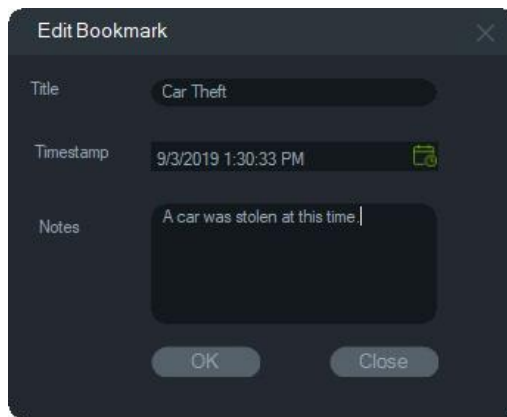 Edit Bookmark
Title
Car Theft
Timestamp
9/3/2019 1:30:33 PM
Notes
A car was stolen at this time.
OK
Close